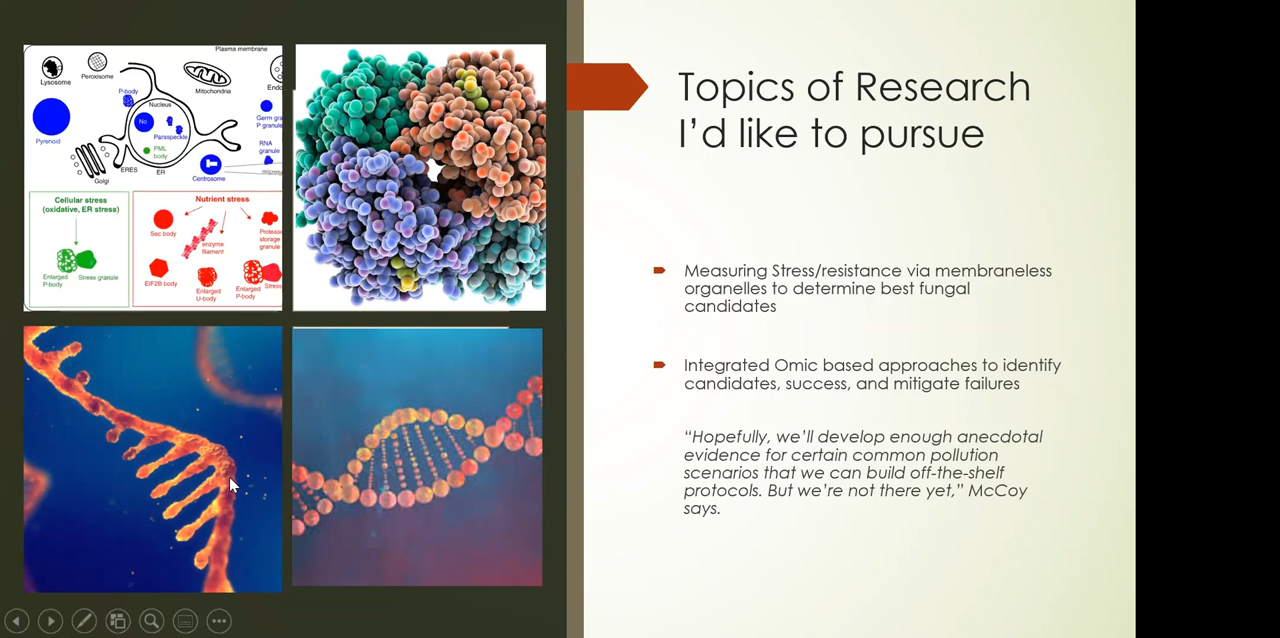 Plasma membrane
Lysosome
Peroxisome
Mitochondria
P-body
Nucleus
No
Paraspeckle
Pyrenoid
PML
body
RNA
granule
Golgi
ERES
ER
Centrosome
Cellular stress
(oxidative, ER stress)
Enlarged
P-body
Stress granule
Nutrient stress
Sec body
enzyme
filament
storage
granule
EIF2B body
Enlarged
U-body
Enlarged
P-body
Topics of Research
I’d like to pursue
Measuring Stress/resistance via membraneless
organelles to determine best fungal
candidates
Integrated Omic based approaches to identify
candidates, success, and mitigate failures
“Hopefully, we’ll develop enough anecdotal
evidence for certain common pollution
scenarios that we can build off-the-shelf
protocols. But we’re not there yet,” McCoy
says.